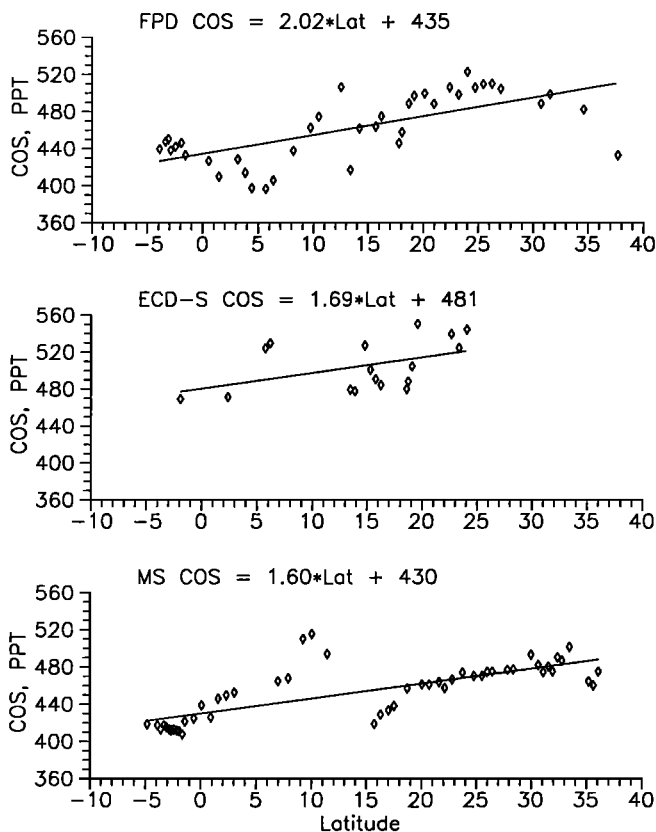 FPD COS = 2.02*Lat + 435
COS, PPT
560
520
480
440
400
360
-10 -5 0 5 10 15 20 25 30 35 40
ECD-S COS = 1.69*Lat + 481
COS, PPT
560
520
480
440
400
360
-10 -5 0 5 10 15 20 25 30 35 40
MS COS = 1.60*Lat + 430
COS, PPT
560
520
480
440
400
360
-10 -5 0 5 10 15 20 25 30 35 40
Latitude